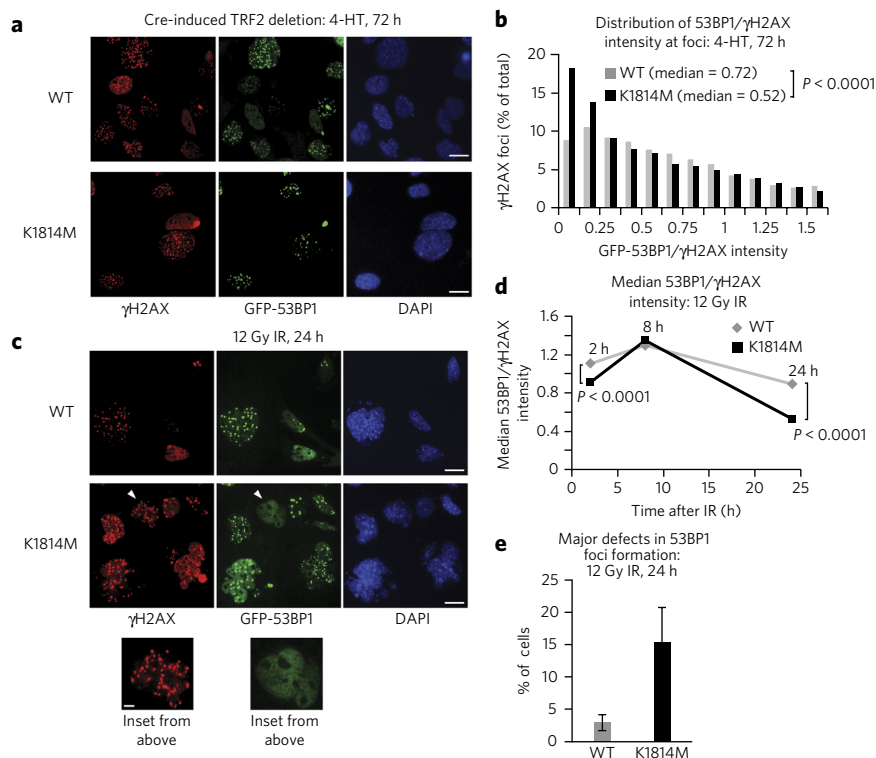 a
Cre-induced TRF2 deletion: 4-HT, 72 h
WT
K1814M
γH2AX
GFP-53BP1
DAPI
b
Distribution of 53BP1/γH2AX
intensity at foci: 4-HT, 72 h
γH2AX foci (% of total)
20
15
10
5
0
WT (median = 0.72)
K1814M (median = 0.52)
P < 0.0001
0
0.25
0.5
0.75
1
1.25
1.5
GFP-53BP1/γH2AX intensity
c
12 Gy IR, 24 h
WT
K1814M
γH2AX
GFP-53BP1
DAPI
Inset from
above
Inset from
above
d
Median 53BP1/γH2AX
intensity: 12 Gy IR
Median 53BP1/γH2AX
intensity
1.6
1.2
0.8
0.4
0
2 h
8 h
24 h
WT
K1814M
P < 0.0001
P < 0.0001
0
5
10
15
20
25
Time after IR (h)
e
Major defects in 53BP1
foci formation:
12 Gy IR, 24 h
% of cells
25
20
15
10
5
0
WT
K1814M